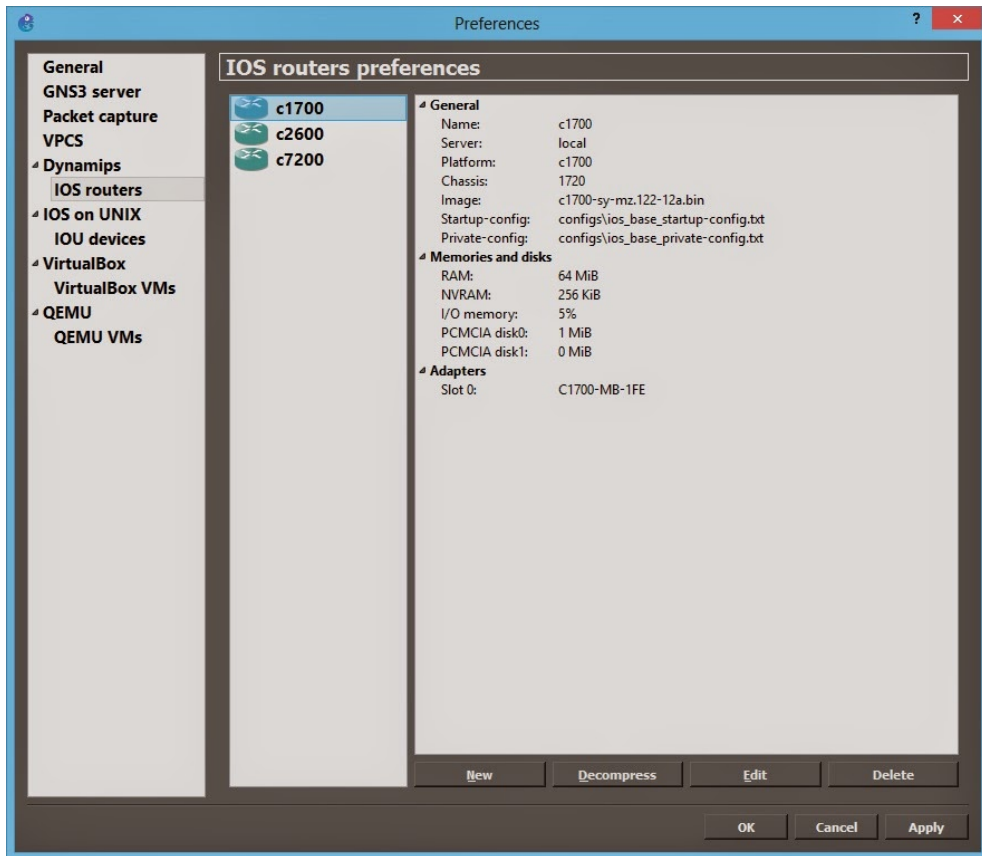 Preferences
?
×
General
GNS3 server
Packet capture
VPCS
Dynamips
IOS routers
IOS on UNIX
IOU devices
VirtualBox
VirtualBox VMs
QEMU
QEMU VMs
IOS routers preferences
c1700
c2600
c7200
General
Name: c1700
Server: local
Platform: c1700
Chassis: 1720
Image: c1700-sy-mz.122-12a.bin
Startup-config: configs\ios_base_startup-config.txt
Private-config: configs\ios_base_private-config.txt
Memories and disks
RAM: 64 MiB
NVRAM: 256 KiB
I/O memory: 5%
PCMCIA disk0: 1 MiB
PCMCIA disk1: 0 MiB
Adapters
Slot 0: C1700-MB-1FE
New Decompress Edit Delete
OK Cancel Apply